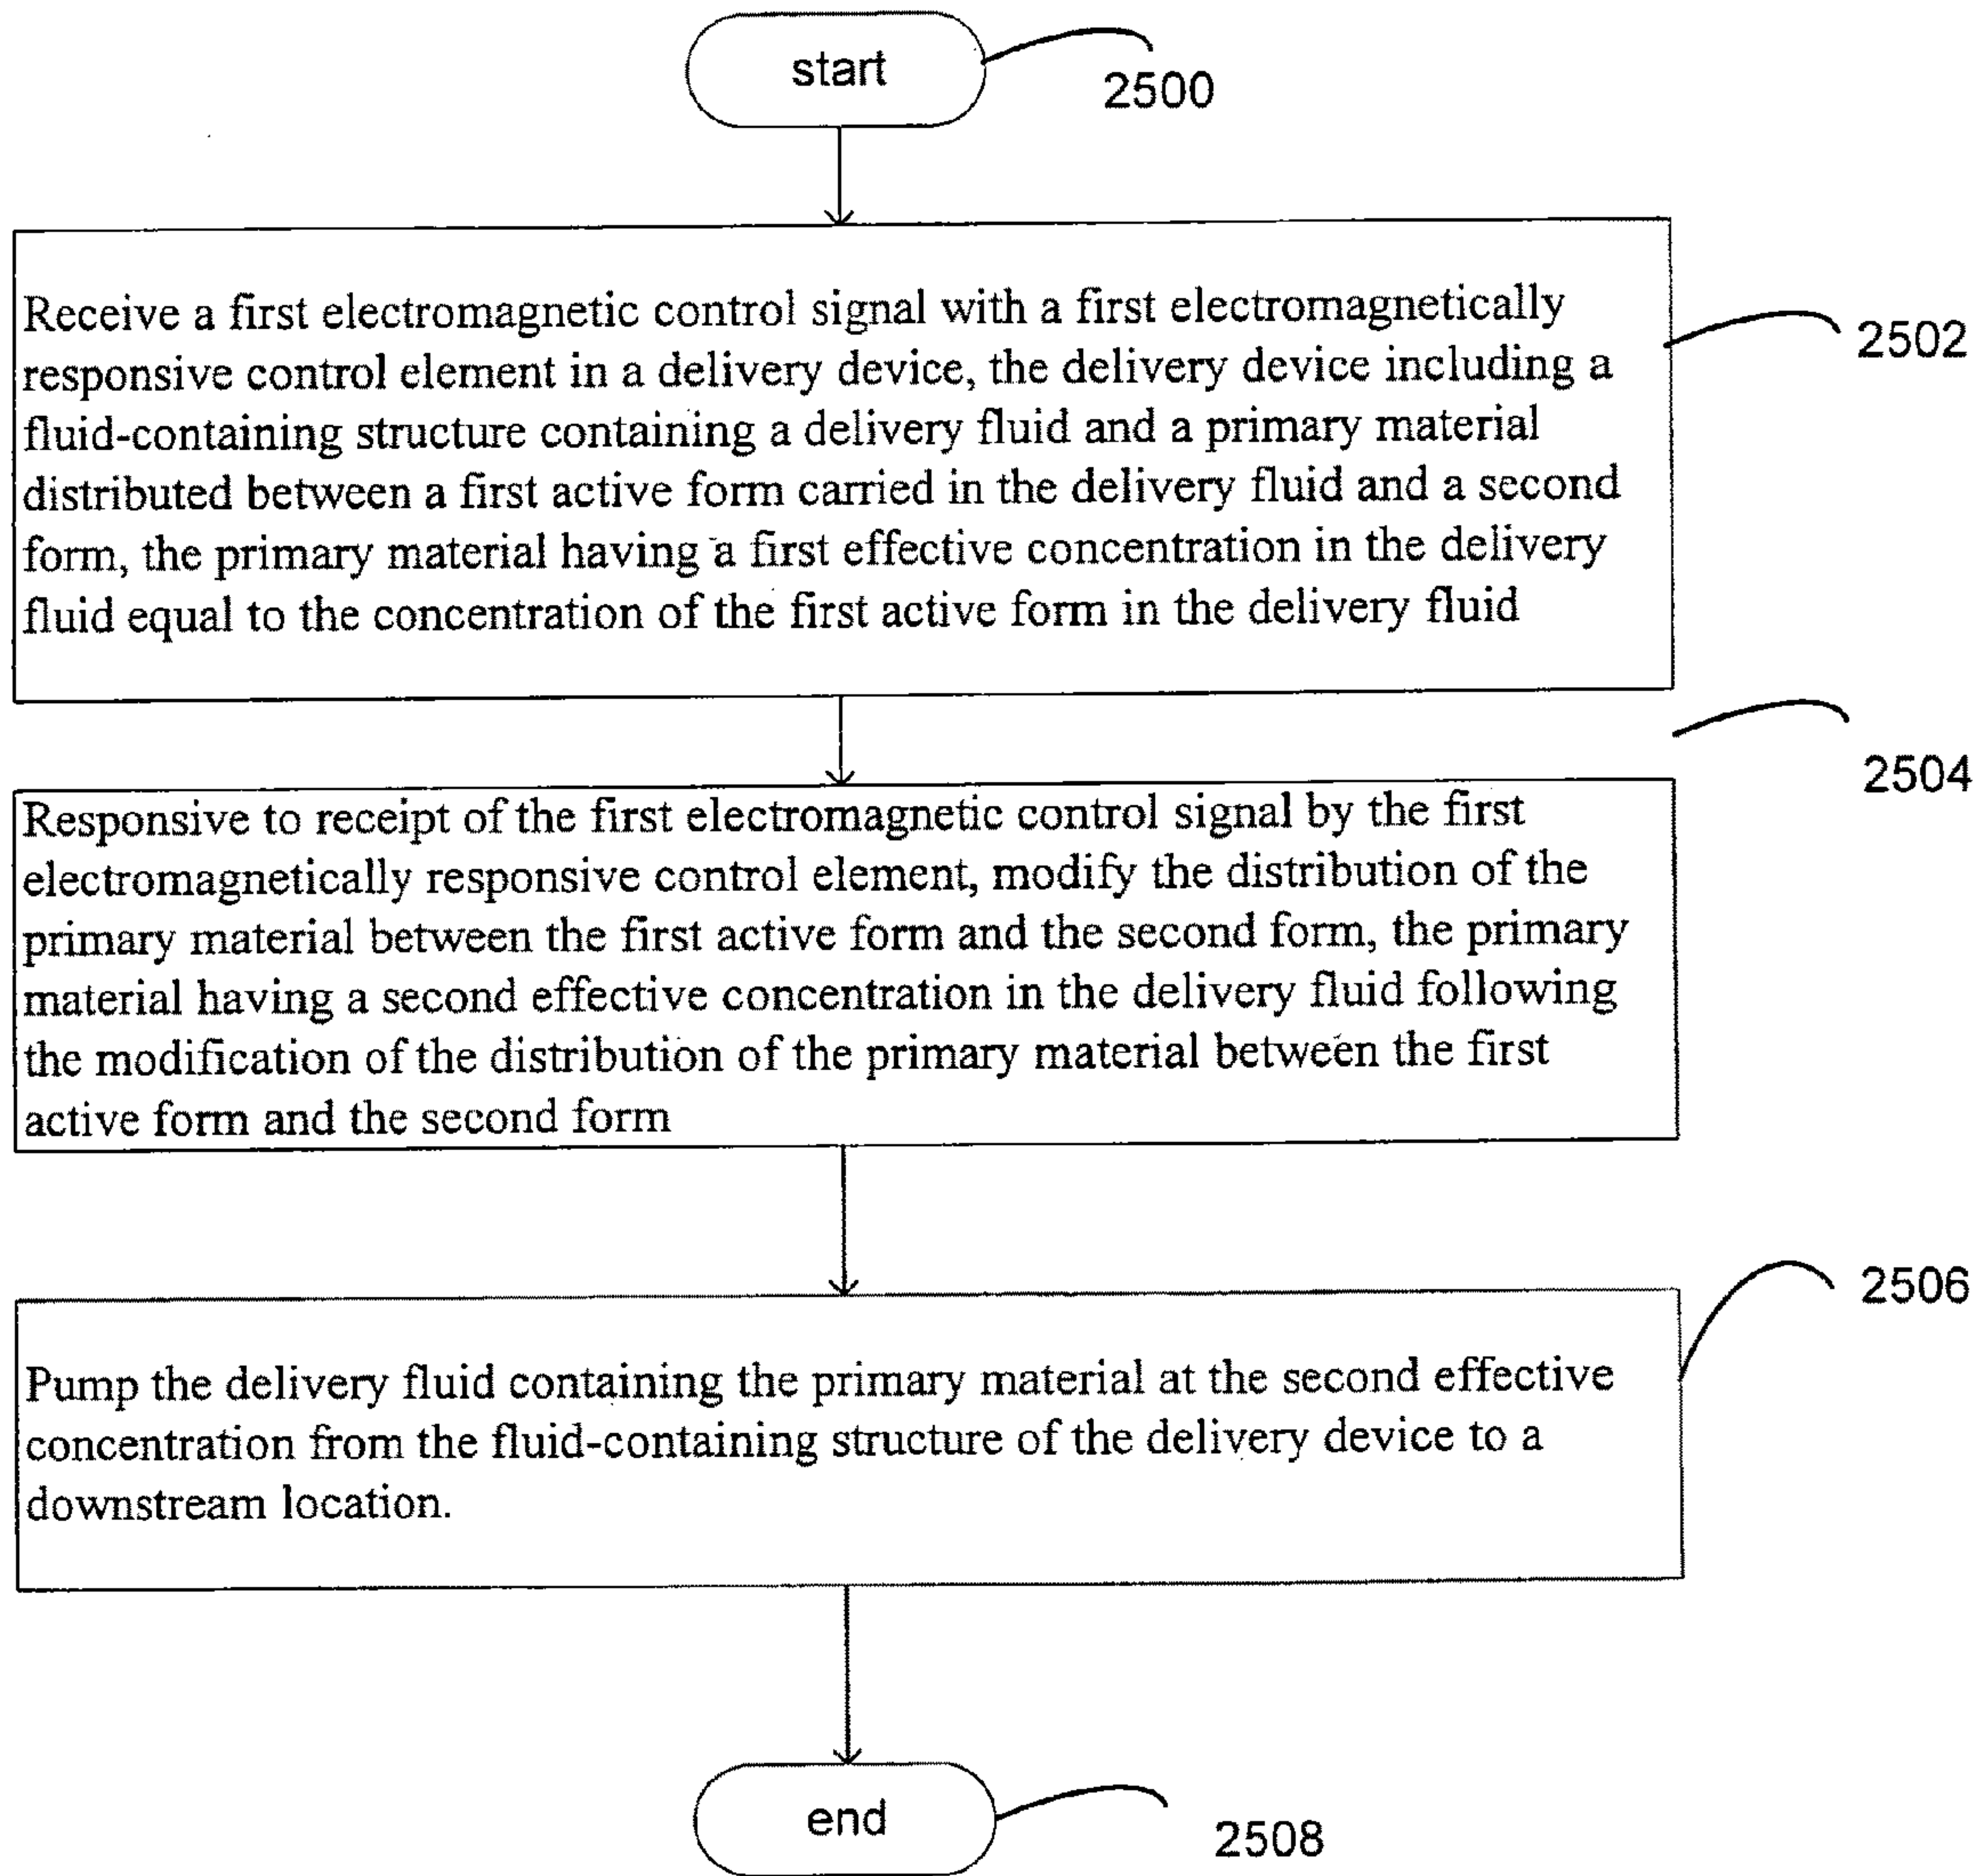 start
2500
Receive a first electromagnetic control signal with a first electromagnetically
responsive control element in a delivery device, the delivery device including a
fluid-containing structure containing a delivery fluid and a primary material
distributed between a first active form carried in the delivery fluid and a second
form, the primary material having a first effective concentration in the delivery
fluid equal to the concentration of the first active form in the delivery fluid
2502
2504
Responsive to receipt of the first electromagnetic control signal by the first
electromagnetically responsive control element, modify the distribution of the
primary material between the first active form and the second form, the primary
material having a second effective concentration in the delivery fluid following
the modification of the distribution of the primary material between the first
active form and the second form
2506
Pump the delivery fluid containing the primary material at the second effective
concentration from the fluid-containing structure of the delivery device to a
downstream location.
end
2508